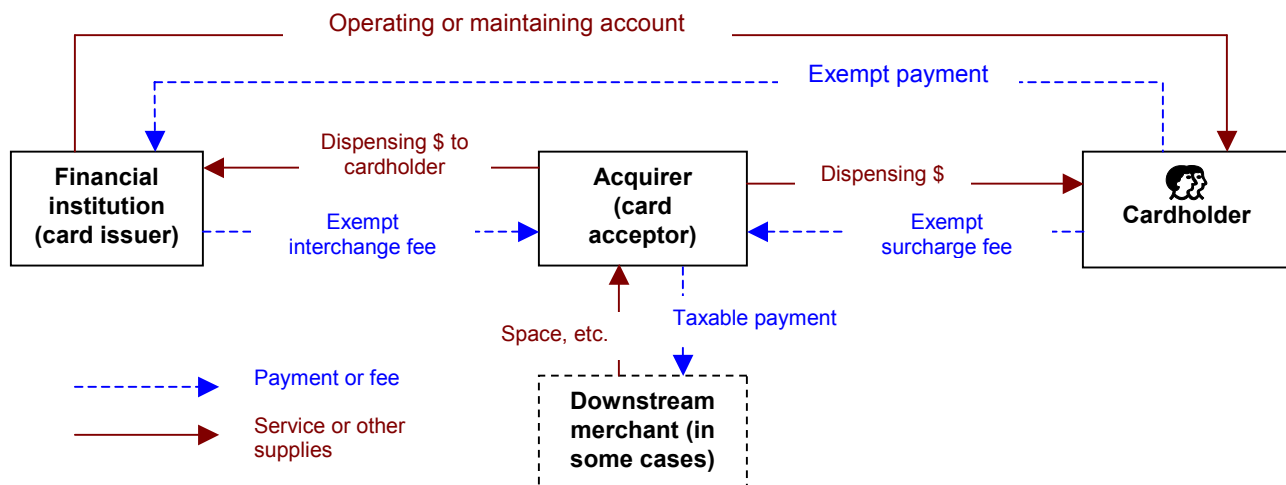 Operating or maintaining account
Exempt payment
Dispensing $ to
cardholder
Financial
institution
(card issuer)
Exempt
interchange fee
Acquirer
(card
acceptor)
Dispensing $
Exempt
surcharge fee
Cardholder
Space, etc.
Taxable payment
Downstream
merchant (in
some cases)
Payment or fee
Service or other
supplies